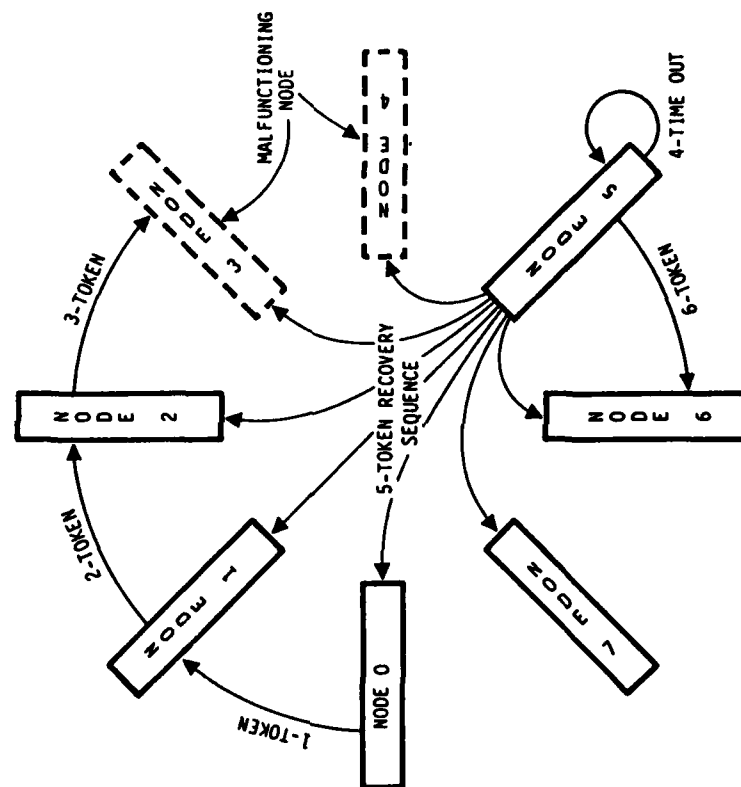 MALFUNCTIONING
NODE
NODE 4
NODE 3
3-TOKEN
4-TIME OUT
NODE 5
6-TOKEN
5-TOKEN RECOVERY
SEQUENCE
NODE 2
NODE 6
2-TOKEN
NODE 1
NODE 7
1-TOKEN
NODE 0